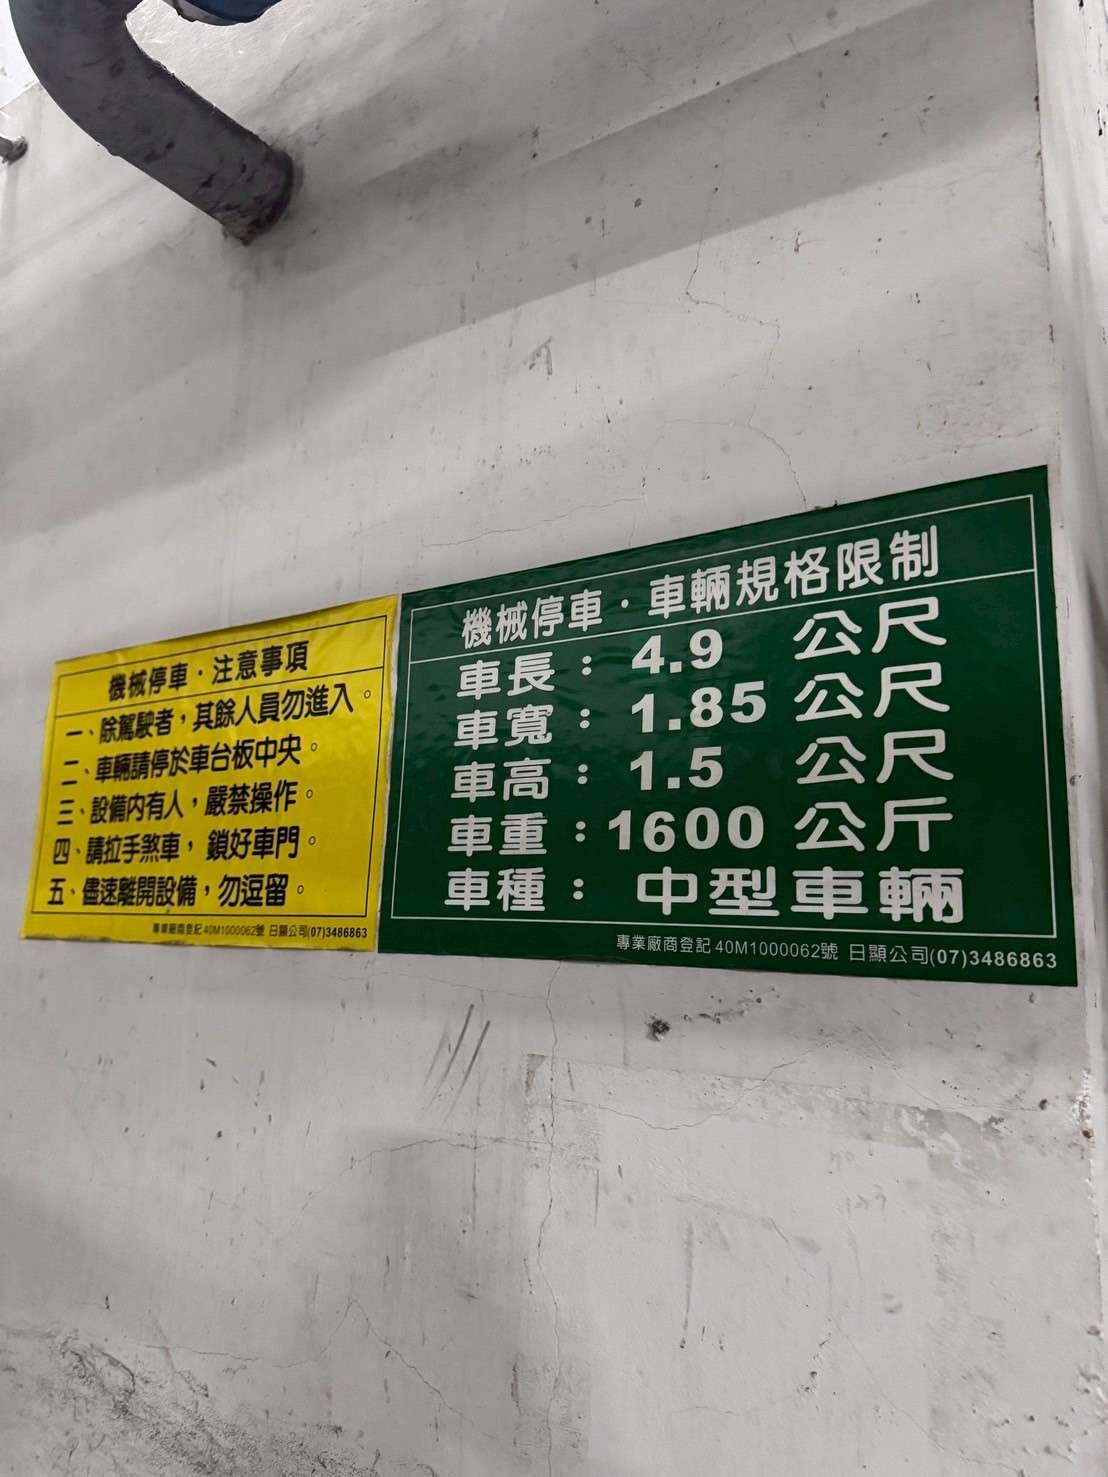 機械停車．注意事項
一、除駕駛者，其餘人員勿進入。
二、車輛請停於車台板中央。
三、設備內有人，嚴禁操作。
四、請拉手煞車，鎖好車門。
五、儘速離開設備，勿逗留。
專業廠商登記40M1000062號 日顯公司(07)3486863
機械停車．車輛規格限制
車長：4.9 公尺
車寬：1.85 公尺
車高：1.5 公尺
車重：1600 公斤
車種：中型車輛
專業廠商登記 40M1000062號 日顯公司(07)3486863